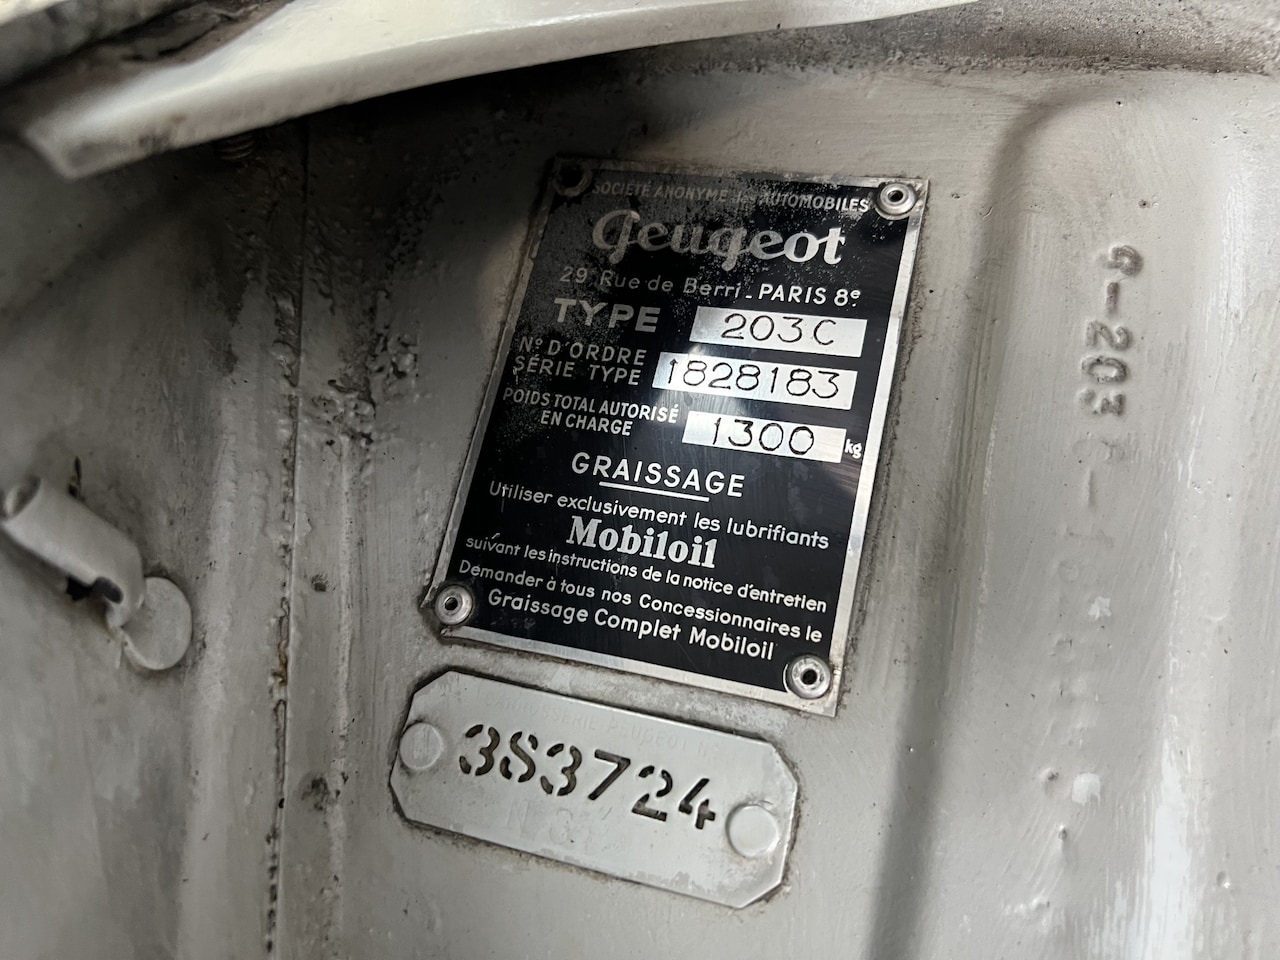 SOCIÉTÉ ANONYME des AUTOMOBILES
Peugeot
29, Rue de Berri - PARIS 8e
TYPE 203C
N° D'ORDRE
SÉRIE TYPE 1828183
POIDS TOTAL AUTORISÉ
EN CHARGE 1300 kg
GRAISSAGE
Utiliser exclusivement les lubrifiants
Mobiloil
suivant les instructions de la notice d'entretien
Demander à tous nos Concessionnaires le
Graissage Complet Mobiloil
CARROSSERIE PEUGEOT N°
3S3724